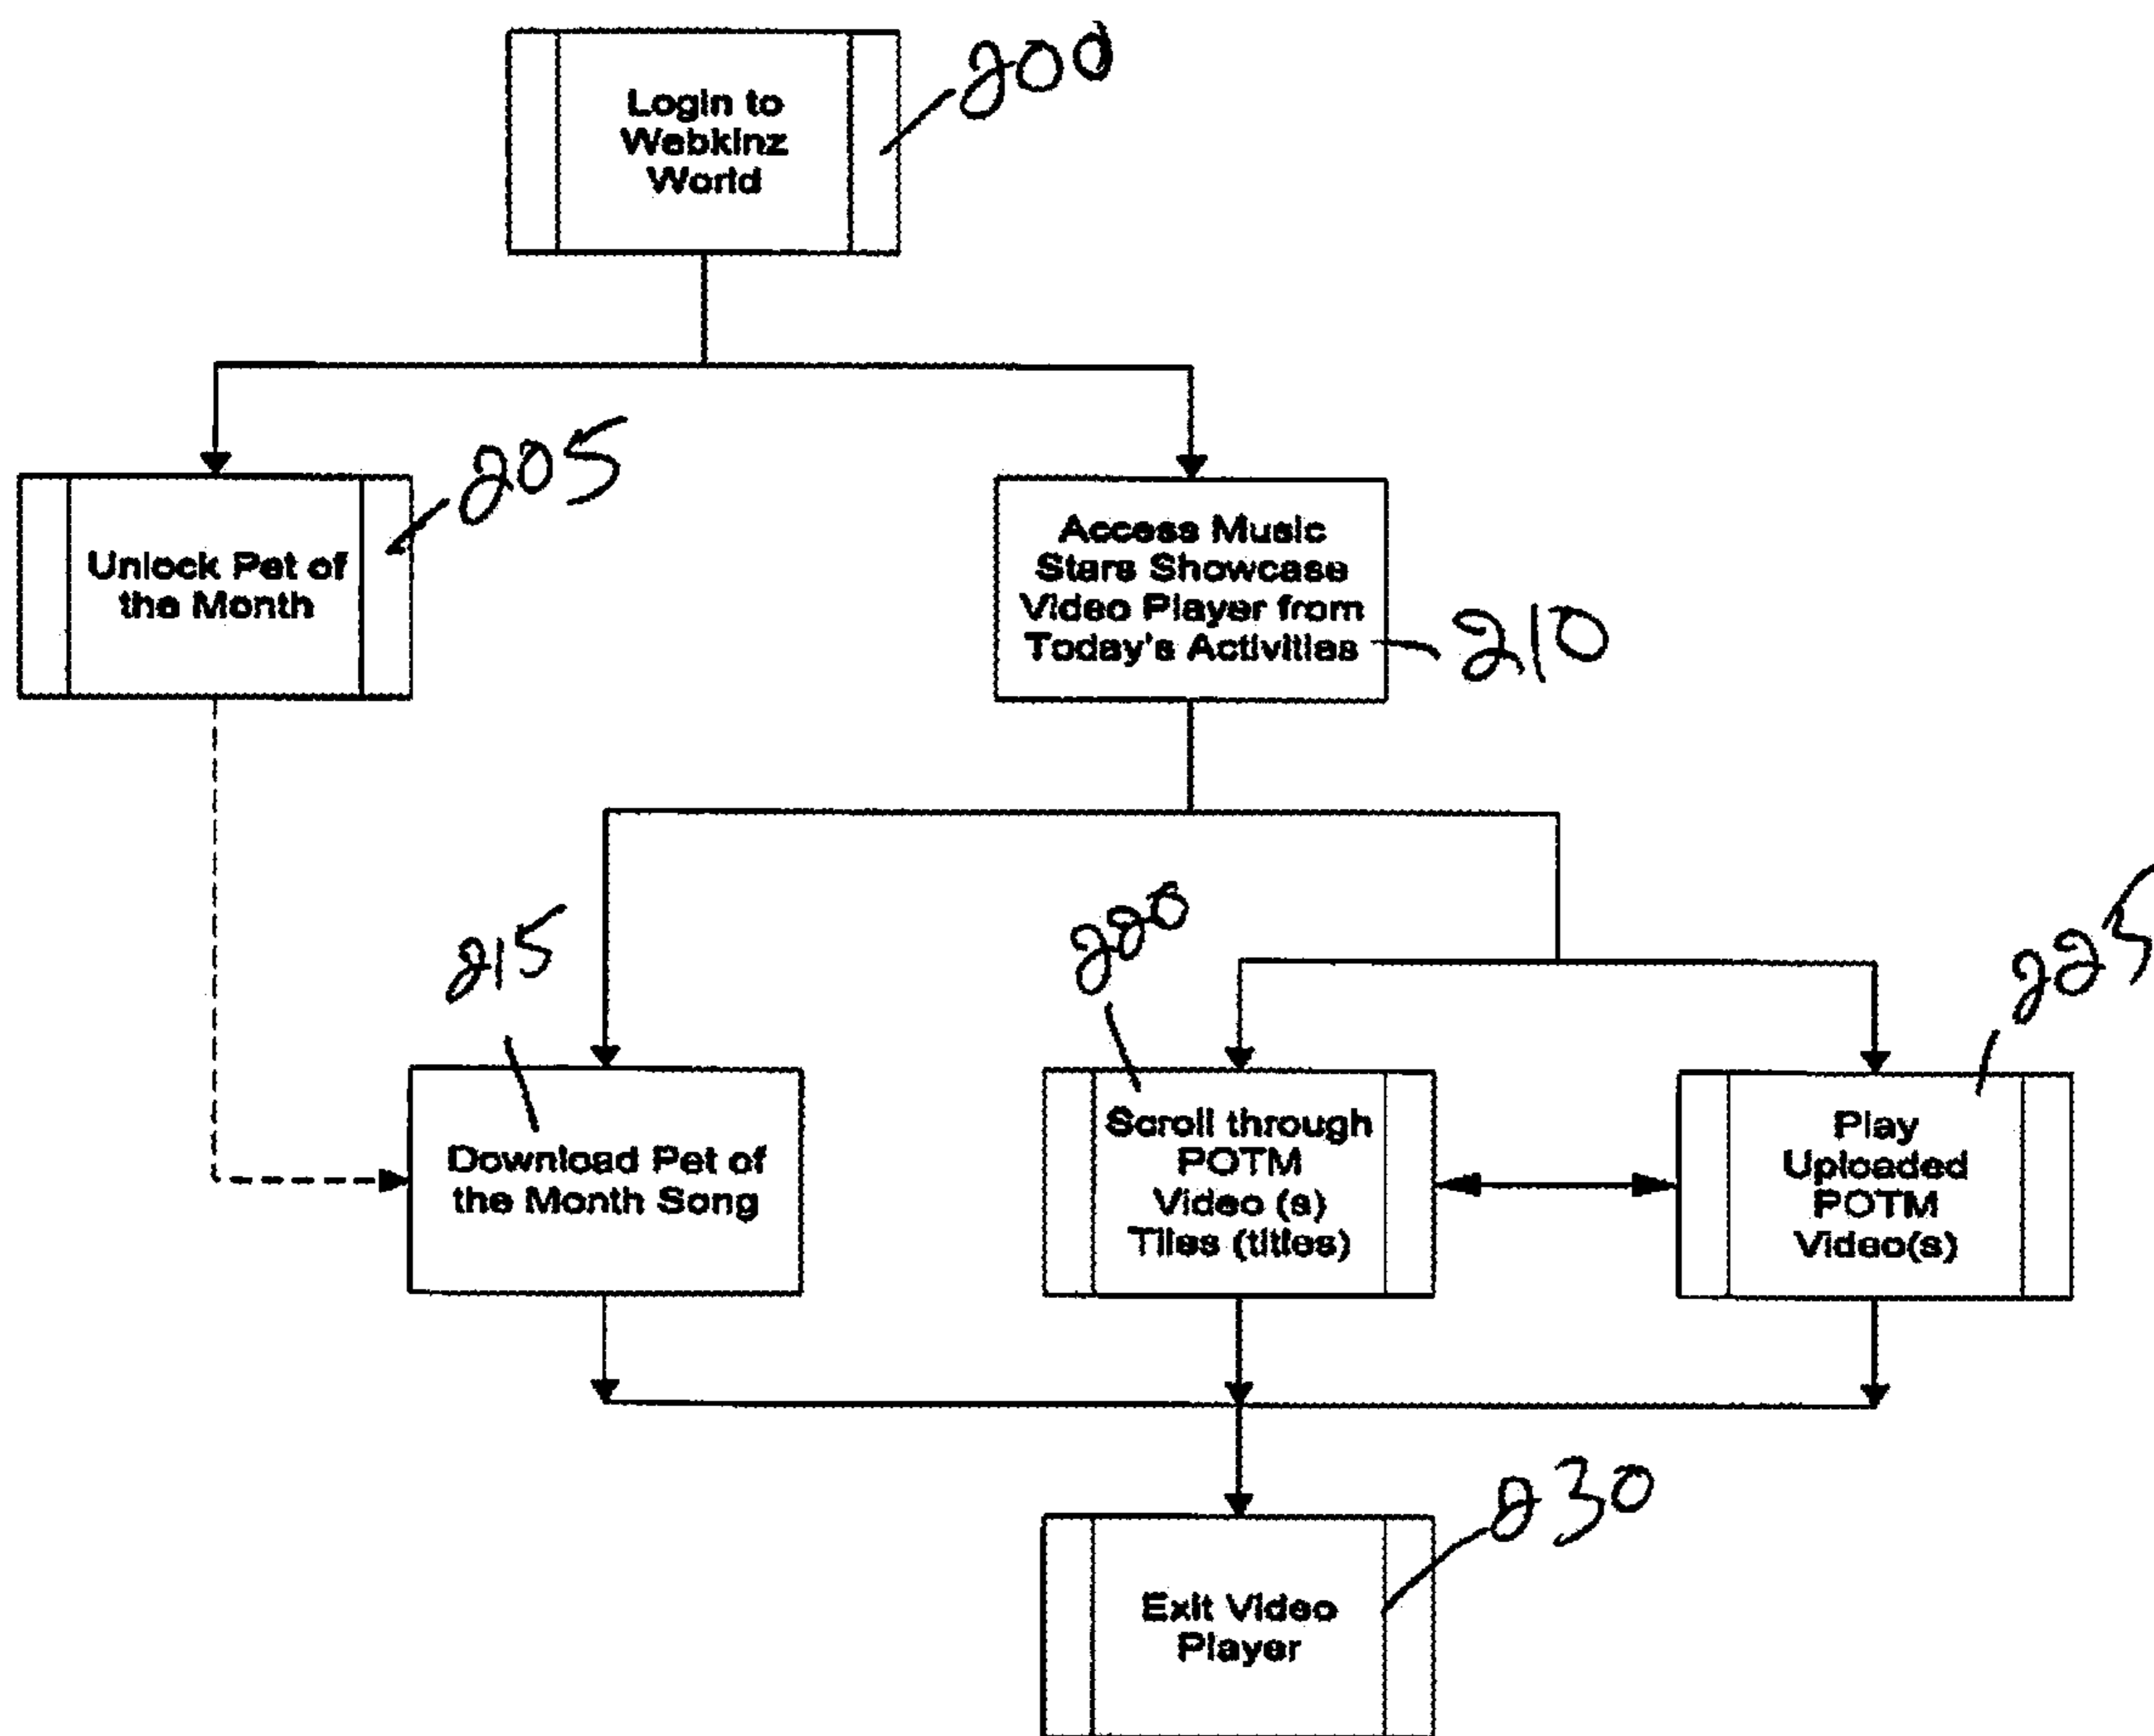 Login to
Webkinz
World
200
Unlock Pet of
the Month
205
Access Music
Stars Showcase
Video Player from
Today's Activities
210
215
Download Pet of
the Month Song
220
Scroll through
POTM
Video (s)
Tiles (titles)
225
Play
Uploaded
POTM
Video(s)
230
Exit Video
Player